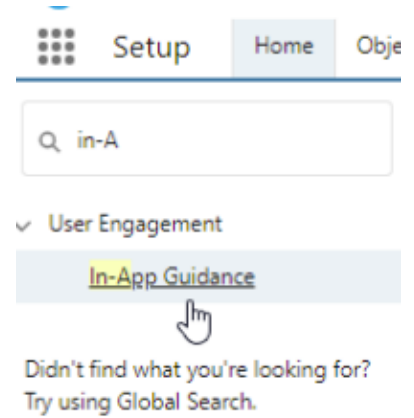 Setup Home Obje
in-A
User Engagement
In-App Guidance
Didn't find what you're looking for?
Try using Global Search.